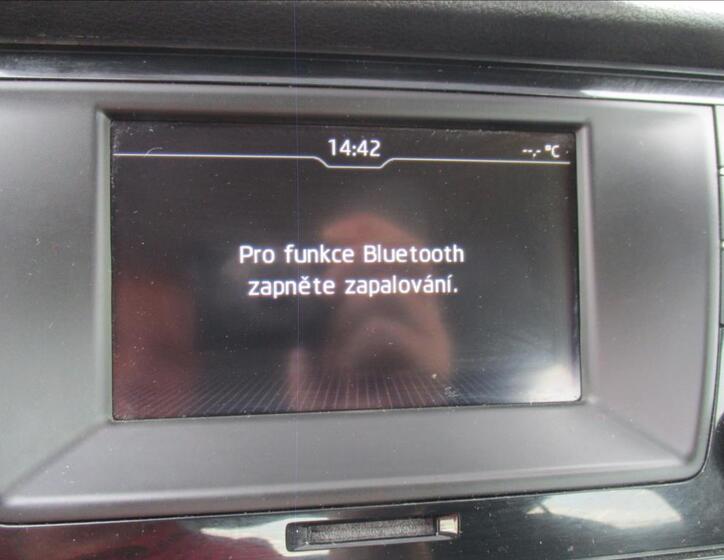 14:42
--,- °C
Pro funkce Bluetooth
zapněte zapalování.